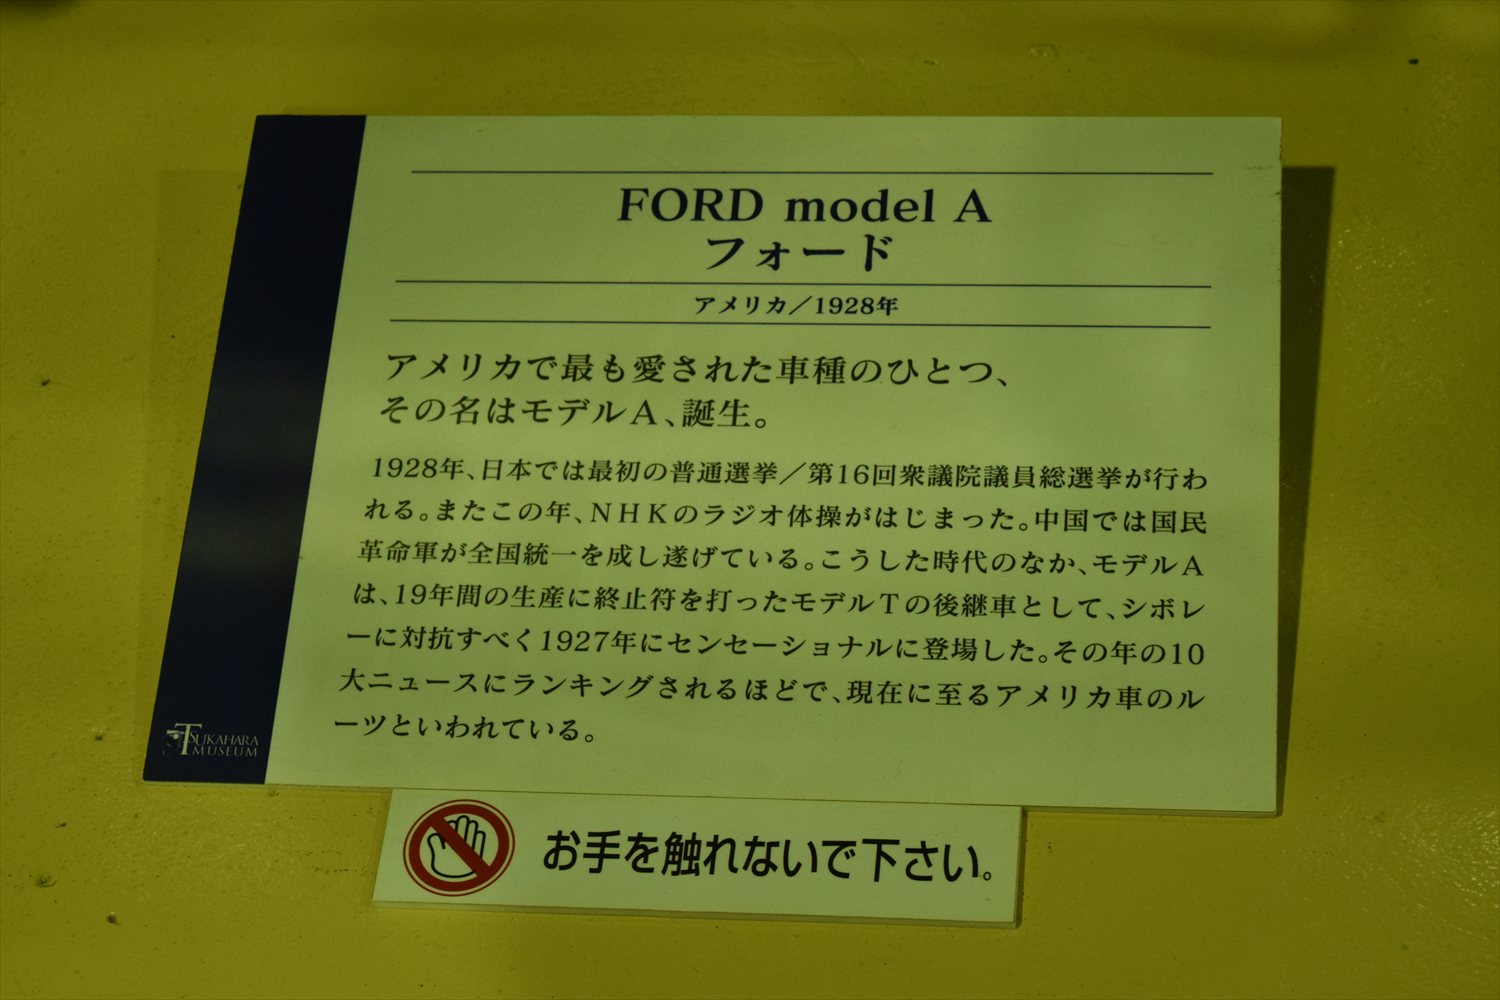 FORD model A
フォード
アメリカ／1928年
アメリカで最も愛された車種のひとつ、
その名はモデルA、誕生。
1928年、日本では最初の普通選挙／第16回衆議院議員総選挙が行わ
れる。またこの年、NHKのラジオ体操がはじまった。中国では国民
革命軍が全国統一を成し遂げている。こうした時代のなか、モデルA
は、19年間の生産に終止符を打ったモデルTの後継車として、シボレ
ーに対抗すべく1927年にセンセーショナルに登場した。その年の10
大ニュースにランキングされるほどで、現在に至るアメリカ車のル
ーツといわれている。
TSUKAHARA
MUSEUM
お手を触れないで下さい。